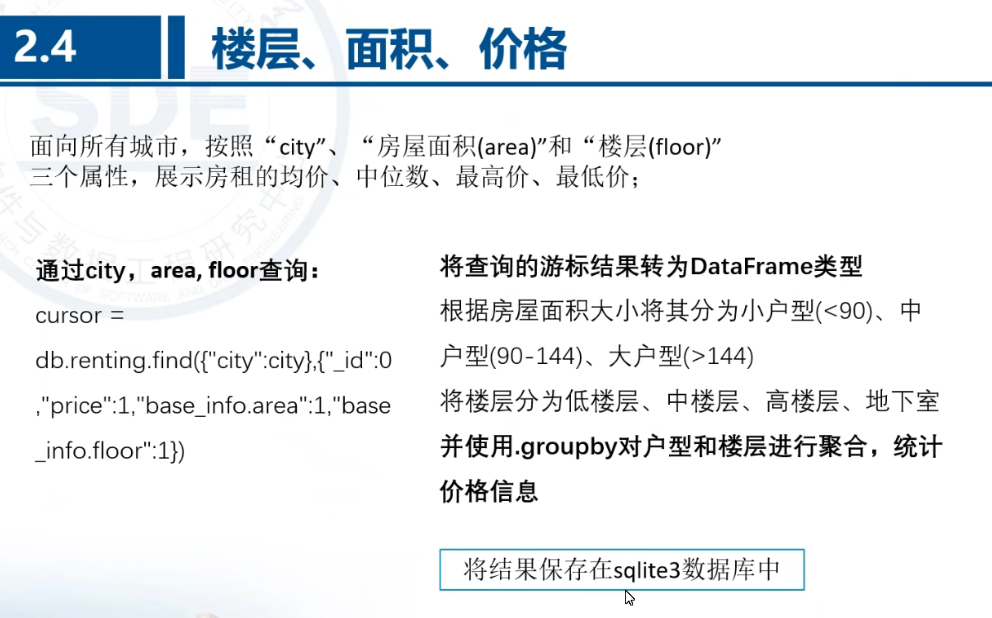 2.4 楼层、面积、价格
面向所有城市，按照“city”、“房屋面积(area)”和“楼层(floor)”
三个属性，展示房租的均价、中位数、最高价、最低价；
通过city，area, floor查询：
cursor =
db.renting.find({"city":city},{"_id":0
,"price":1,"base_info.area":1,"base
_info.floor":1})
将查询的游标结果转为DataFrame类型
根据房屋面积大小将其分为小户型(<90)、中
户型(90-144)、大户型(>144)
将楼层分为低楼层、中楼层、高楼层、地下室
并使用.groupby对户型和楼层进行聚合，统计
价格信息
将结果保存在sqlite3数据库中
SDE